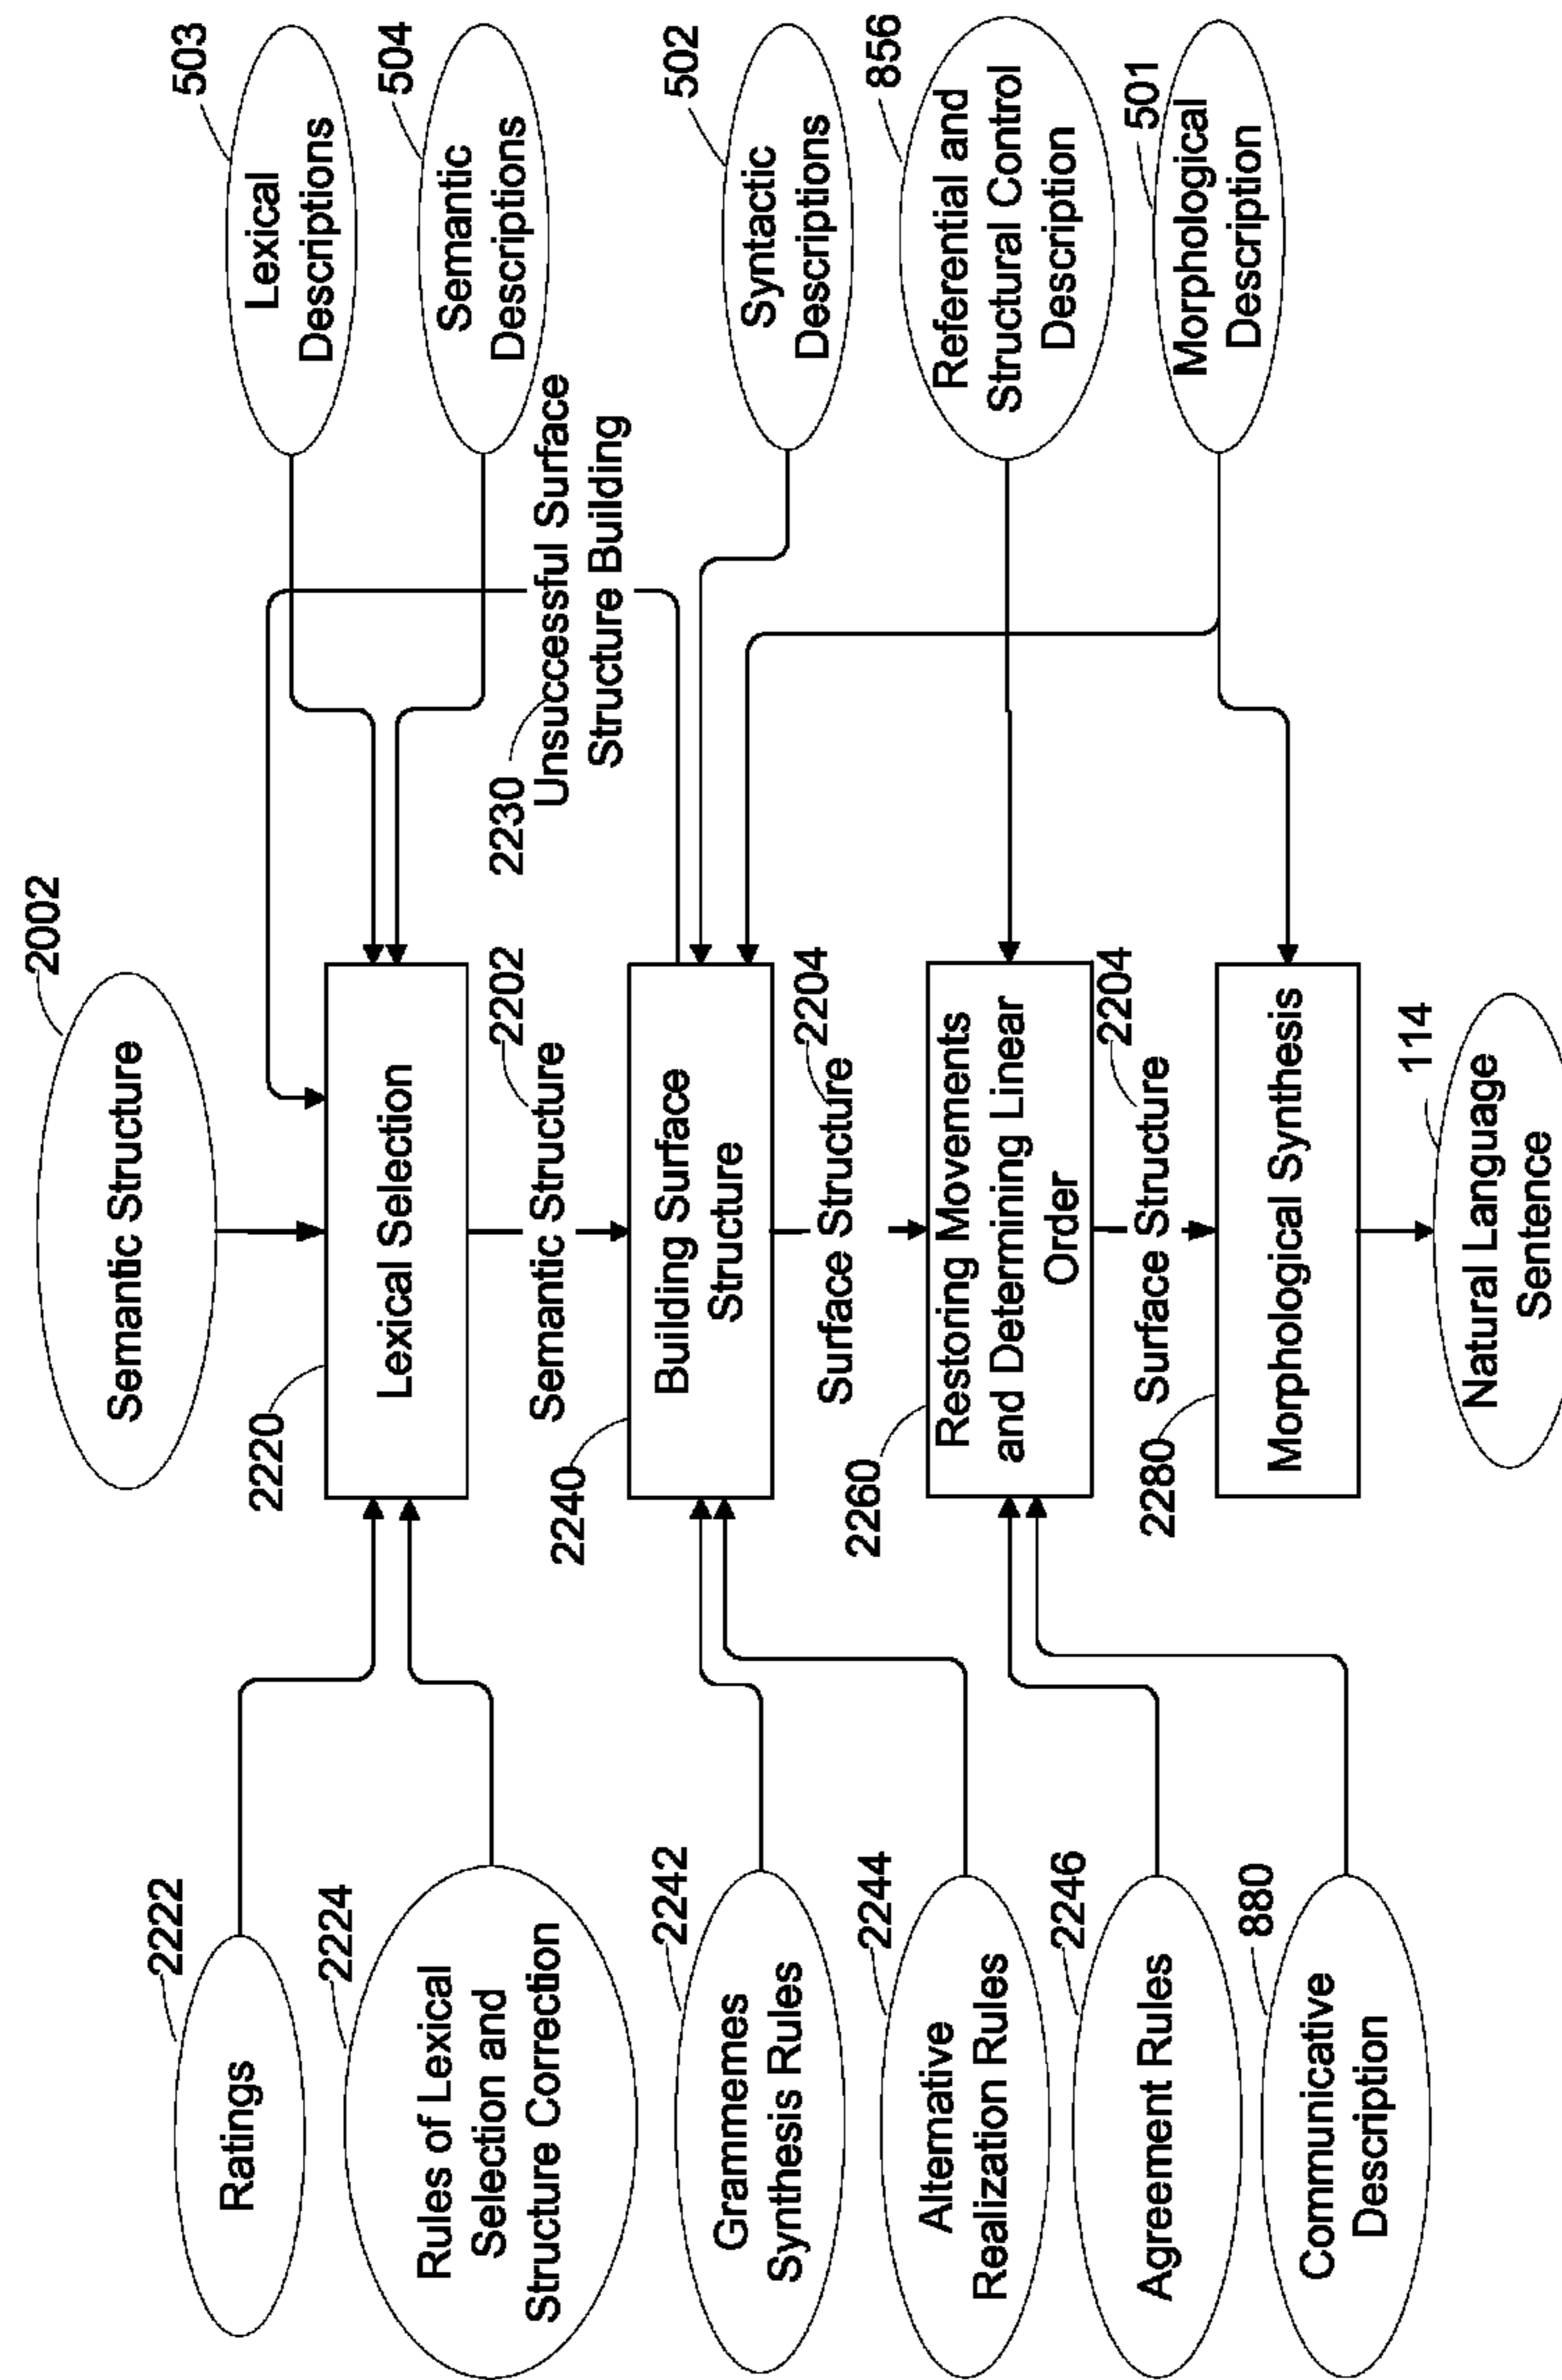 2002
Semantic Structure
2222
Ratings
2224
Rules of Lexical
Selection and
Structure Correction
2220
Lexical Selection
503
Lexical
Descriptions
504
Semantic
Descriptions
2202
Semantic Structure
2230
Unsuccessful Surface
Structure Building
2242
Grammemes
Synthesis Rules
2240
Building Surface
Structure
502
Syntactic
Descriptions
2244
Alternative
Realization Rules
2204
Surface Structure
856
Referential and
Structural Control
Description
2260
Restoring Movements
and Determining Linear
Order
2246
Agreement Rules
2204
Surface Structure
501
Morphological
Description
880
Communicative
Description
2280
Morphological Synthesis
114
Natural Language
Sentence